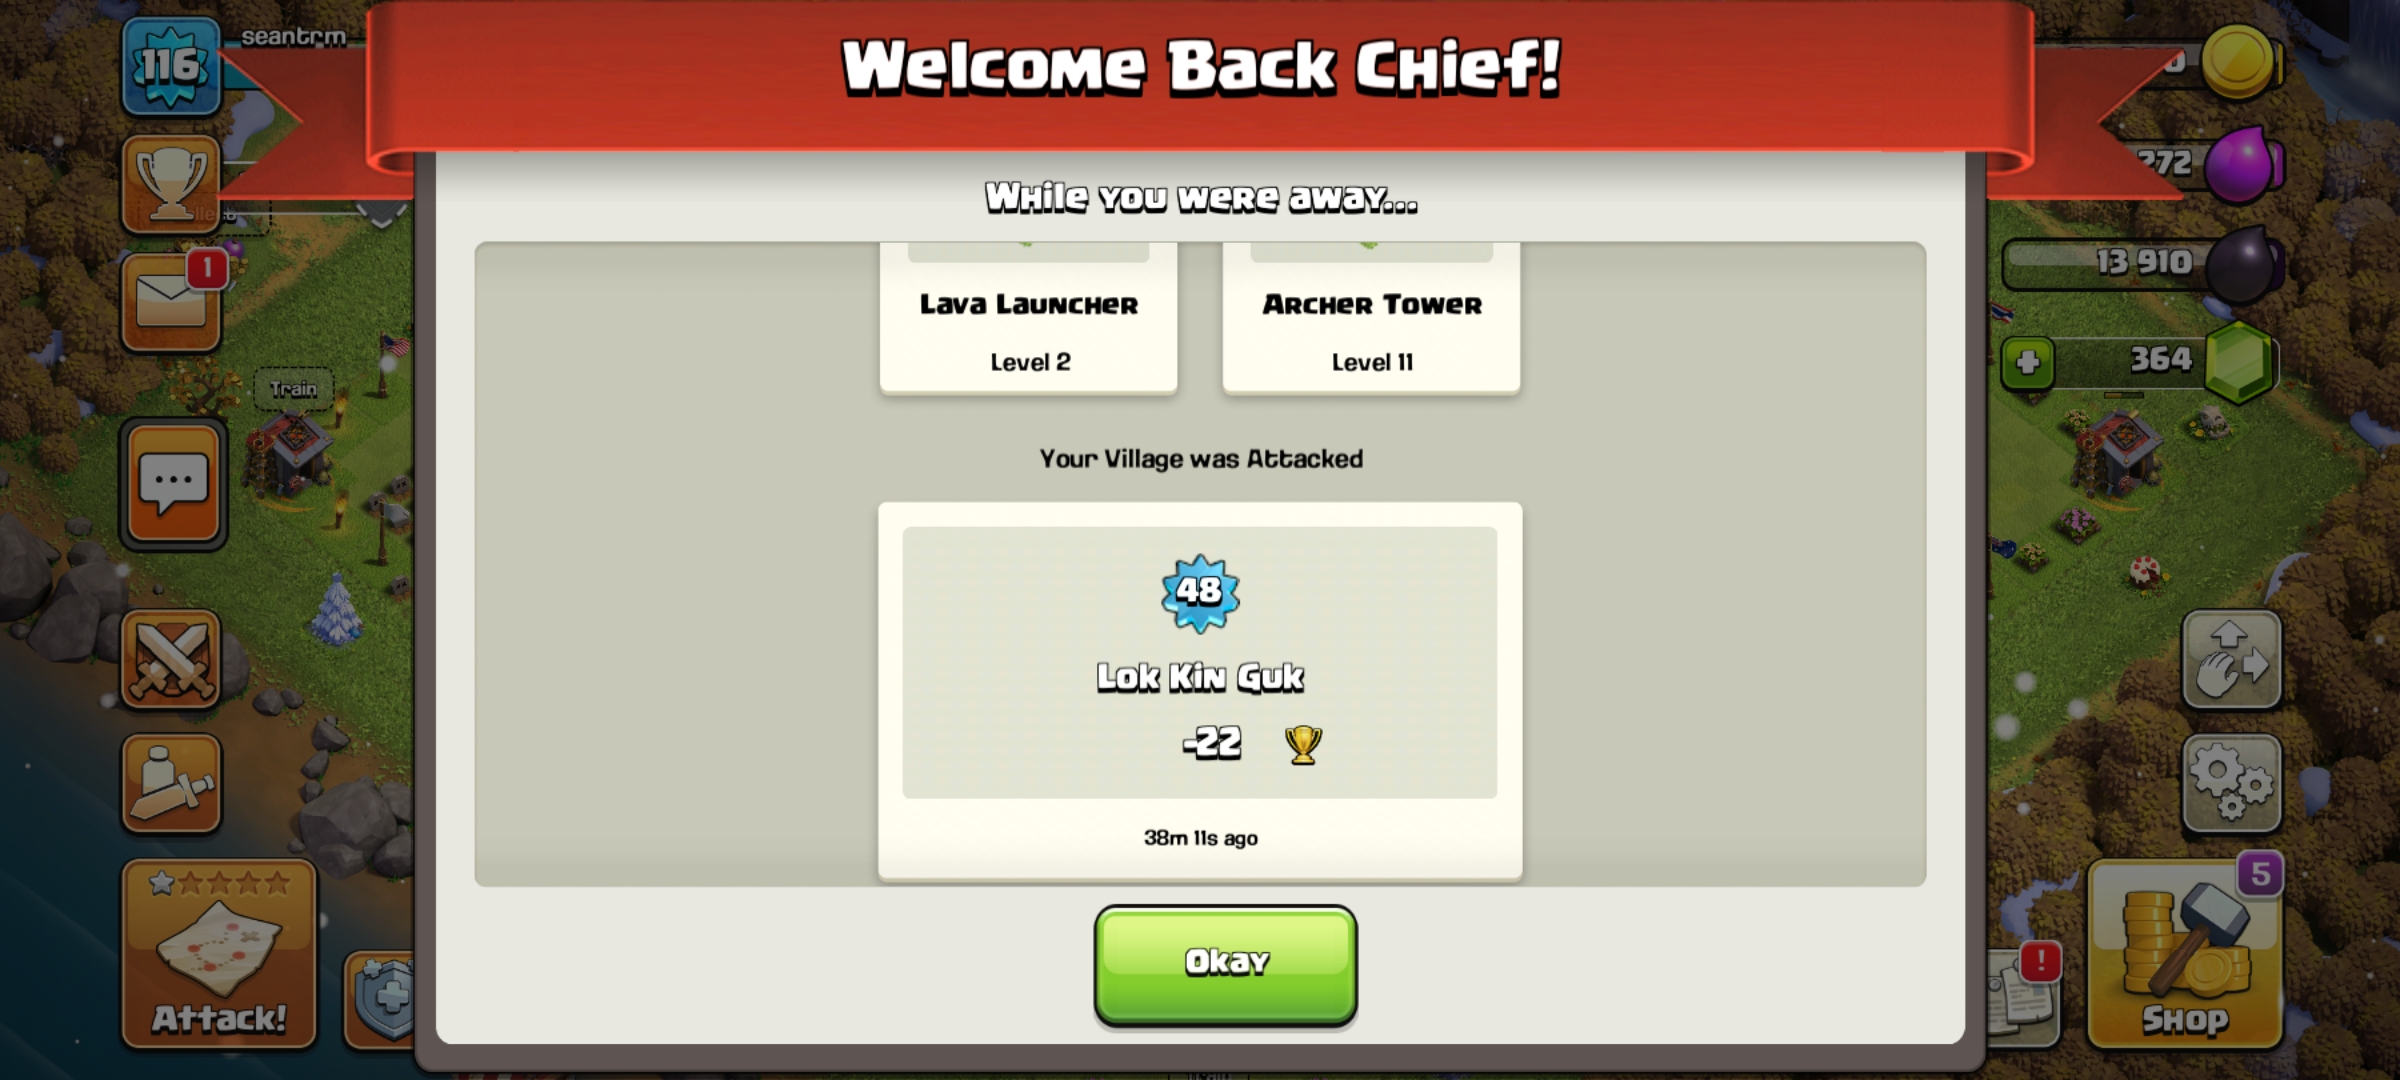 116
seantrm
Welcome Back Chief!
While you were away...
272
1
13 910
364
Train
Lava Launcher
Archer Tower
Level 2
Level 11
Your Village was Attacked
48
Lok Kin Guk
-22
38m 11s ago
Okay
Attack!
5
!
Shop